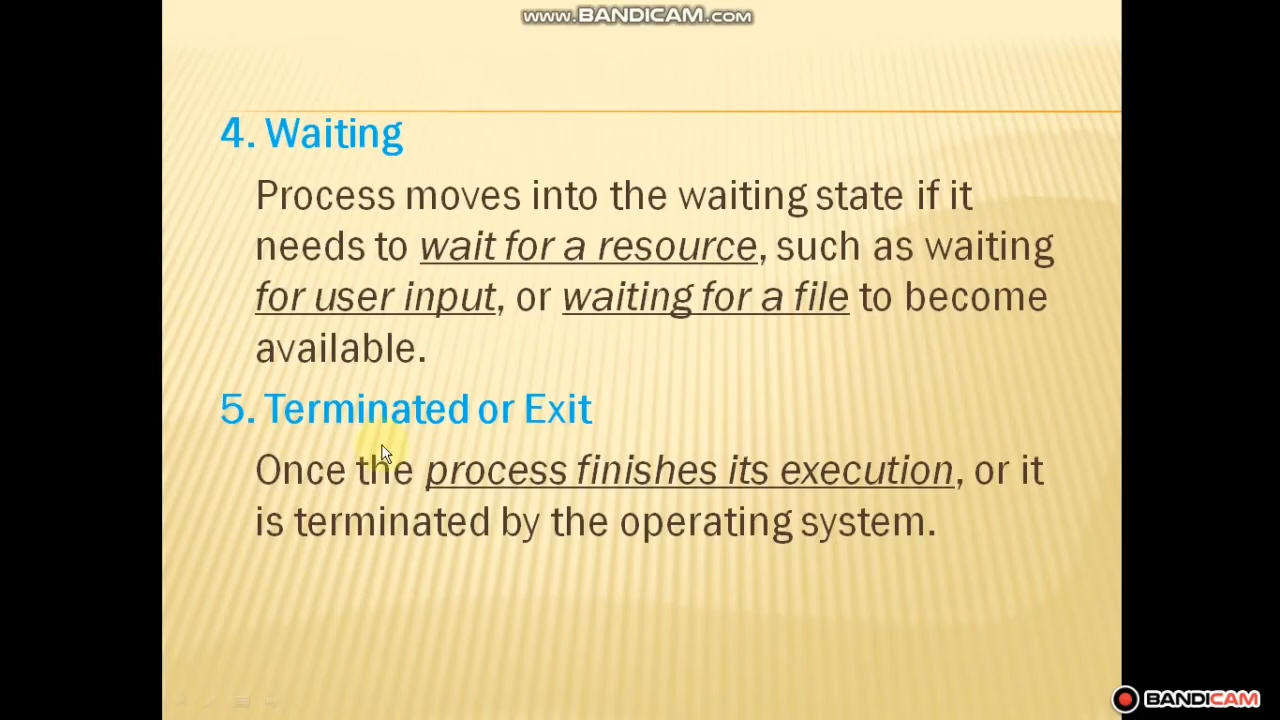 www.BANDICAM.com
4. Waiting
Process moves into the waiting state if it
needs to wait for a resource, such as waiting
for user input, or waiting for a file to become
available.
5. Terminated or Exit
Once the process finishes its execution, or it
is terminated by the operating system.
BANDICAM